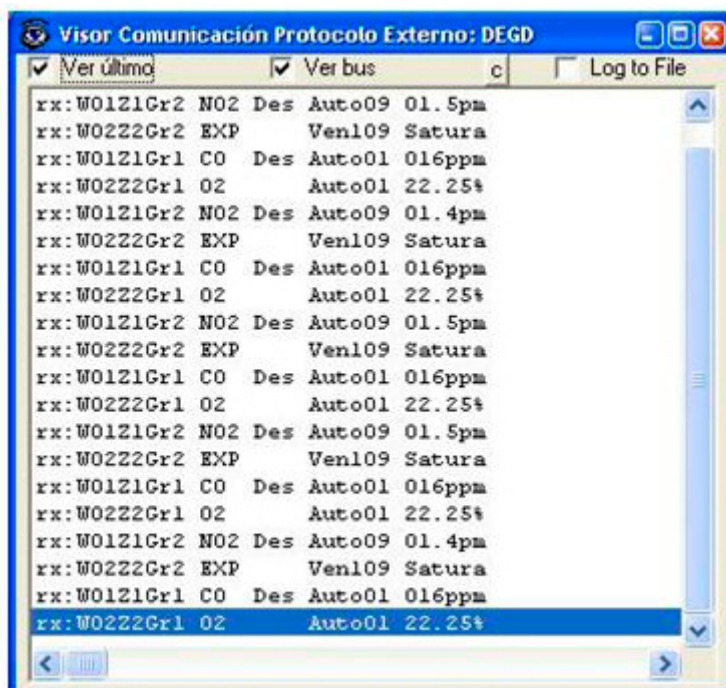 Visor Comunicación Protocolo Externo: DEGD
Ver último Ver bus c Log to File
rx:W01Z1Gr2 NO2 Des Auto09 01.5pm
rx:W02Z2Gr2 EXP Ven109 Satura
rx:W01Z1Gr1 CO Des Auto01 016ppm
rx:W02Z2Gr1 O2 Auto01 22.25%
rx:W01Z1Gr2 NO2 Des Auto09 01.4pm
rx:W02Z2Gr2 EXP Ven109 Satura
rx:W01Z1Gr1 CO Des Auto01 016ppm
rx:W02Z2Gr1 O2 Auto01 22.25%
rx:W01Z1Gr2 NO2 Des Auto09 01.5pm
rx:W02Z2Gr2 EXP Ven109 Satura
rx:W01Z1Gr1 CO Des Auto01 016ppm
rx:W02Z2Gr1 O2 Auto01 22.25%
rx:W01Z1Gr2 NO2 Des Auto09 01.5pm
rx:W02Z2Gr2 EXP Ven109 Satura
rx:W01Z1Gr1 CO Des Auto01 016ppm
rx:W02Z2Gr1 O2 Auto01 22.25%
rx:W01Z1Gr2 NO2 Des Auto09 01.4pm
rx:W02Z2Gr2 EXP Ven109 Satura
rx:W01Z1Gr1 CO Des Auto01 016ppm
rx:W02Z2Gr1 O2 Auto01 22.25%